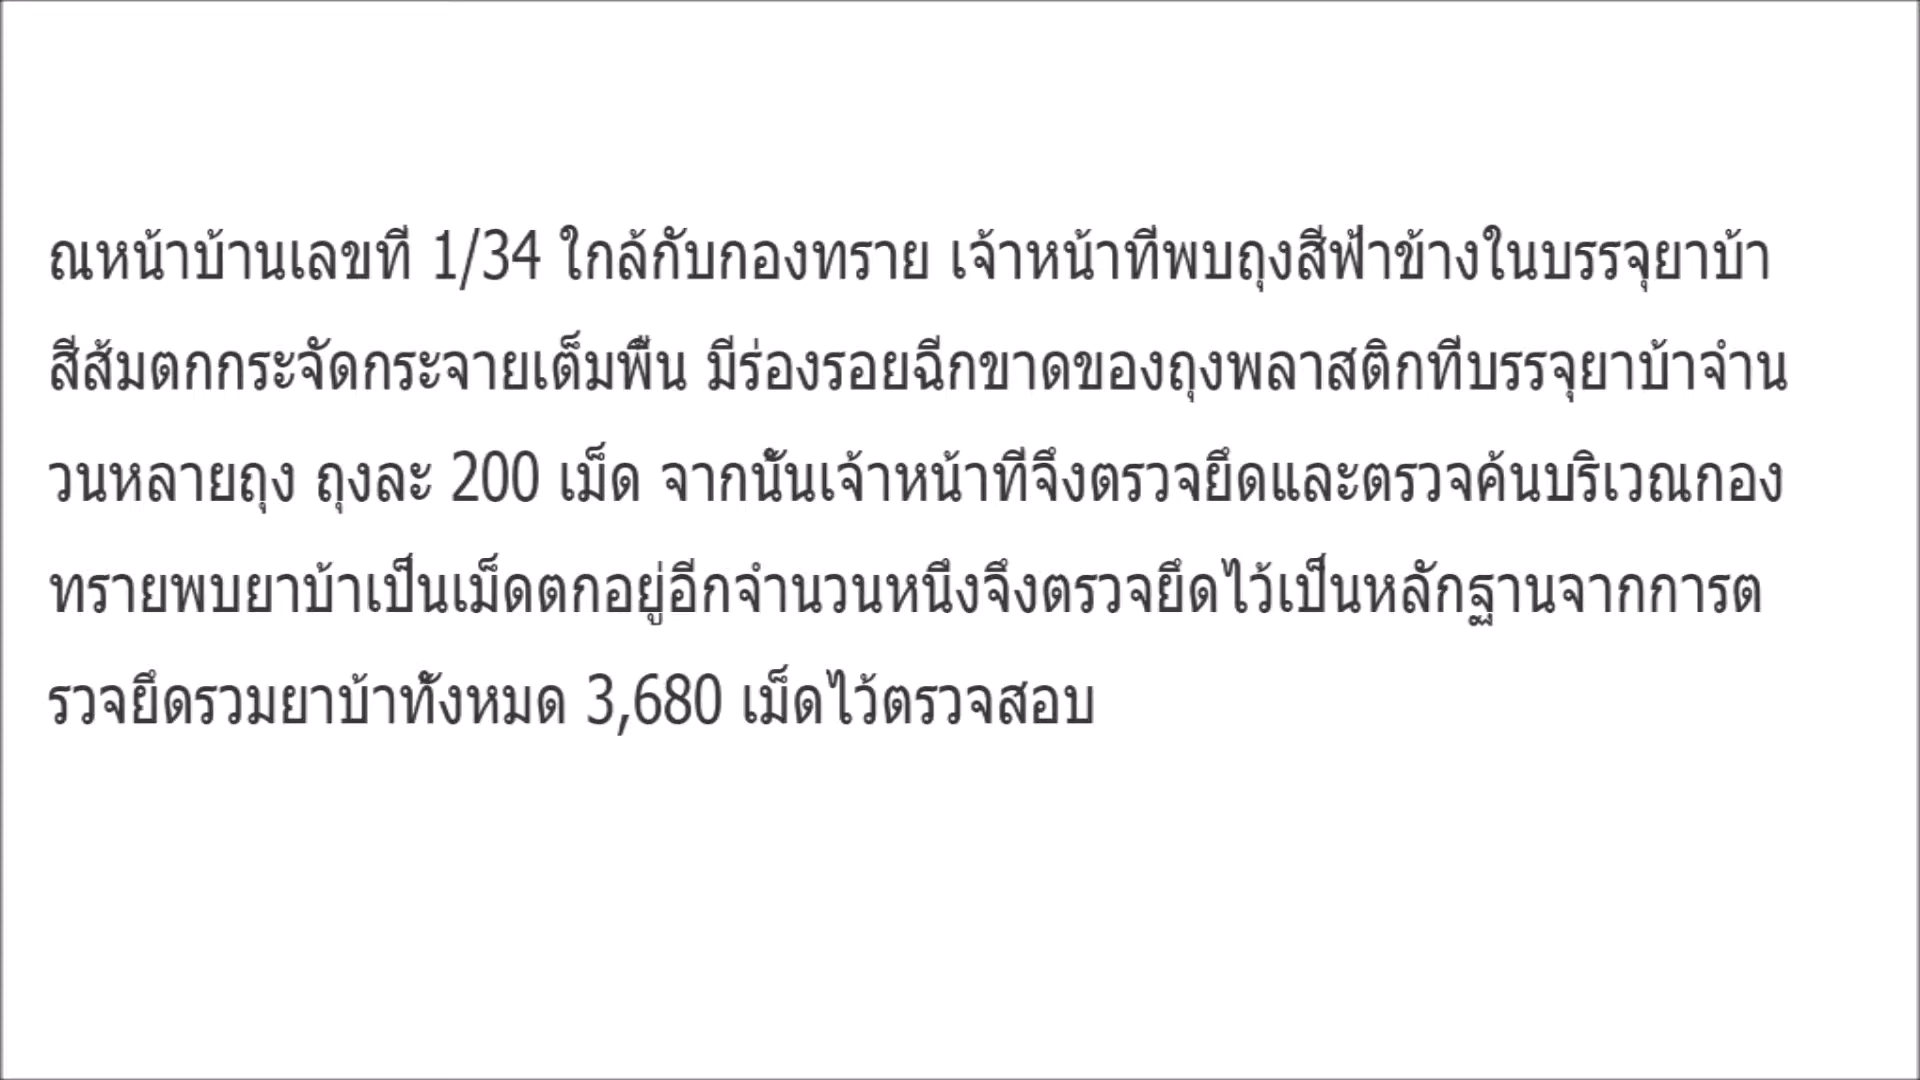 ณหน้าบ้านเลขที่ 1/34 ใกล้กับกองทราย เจ้าหน้าที่พบถุงสีฟ้าข้างในบรรจุยาบ้า
สีส้มตกกระจัดกระจายเต็มพื้น มีร่องรอยฉีกขาดของถุงพลาสติกที่บรรจุยาบ้าจำน
วนหลายถุง ถุงละ 200 เม็ด จากนั้นเจ้าหน้าที่จึงตรวจยึดและตรวจค้นบริเวณกอง
ทรายพบยาบ้าเป็นเม็ดตกอยู่อีกจำนวนหนึ่งจึงตรวจยึดไว้เป็นหลักฐานจากการต
รวจยึดรวมยาบ้าทั้งหมด 3,680 เม็ดไว้ตรวจสอบ